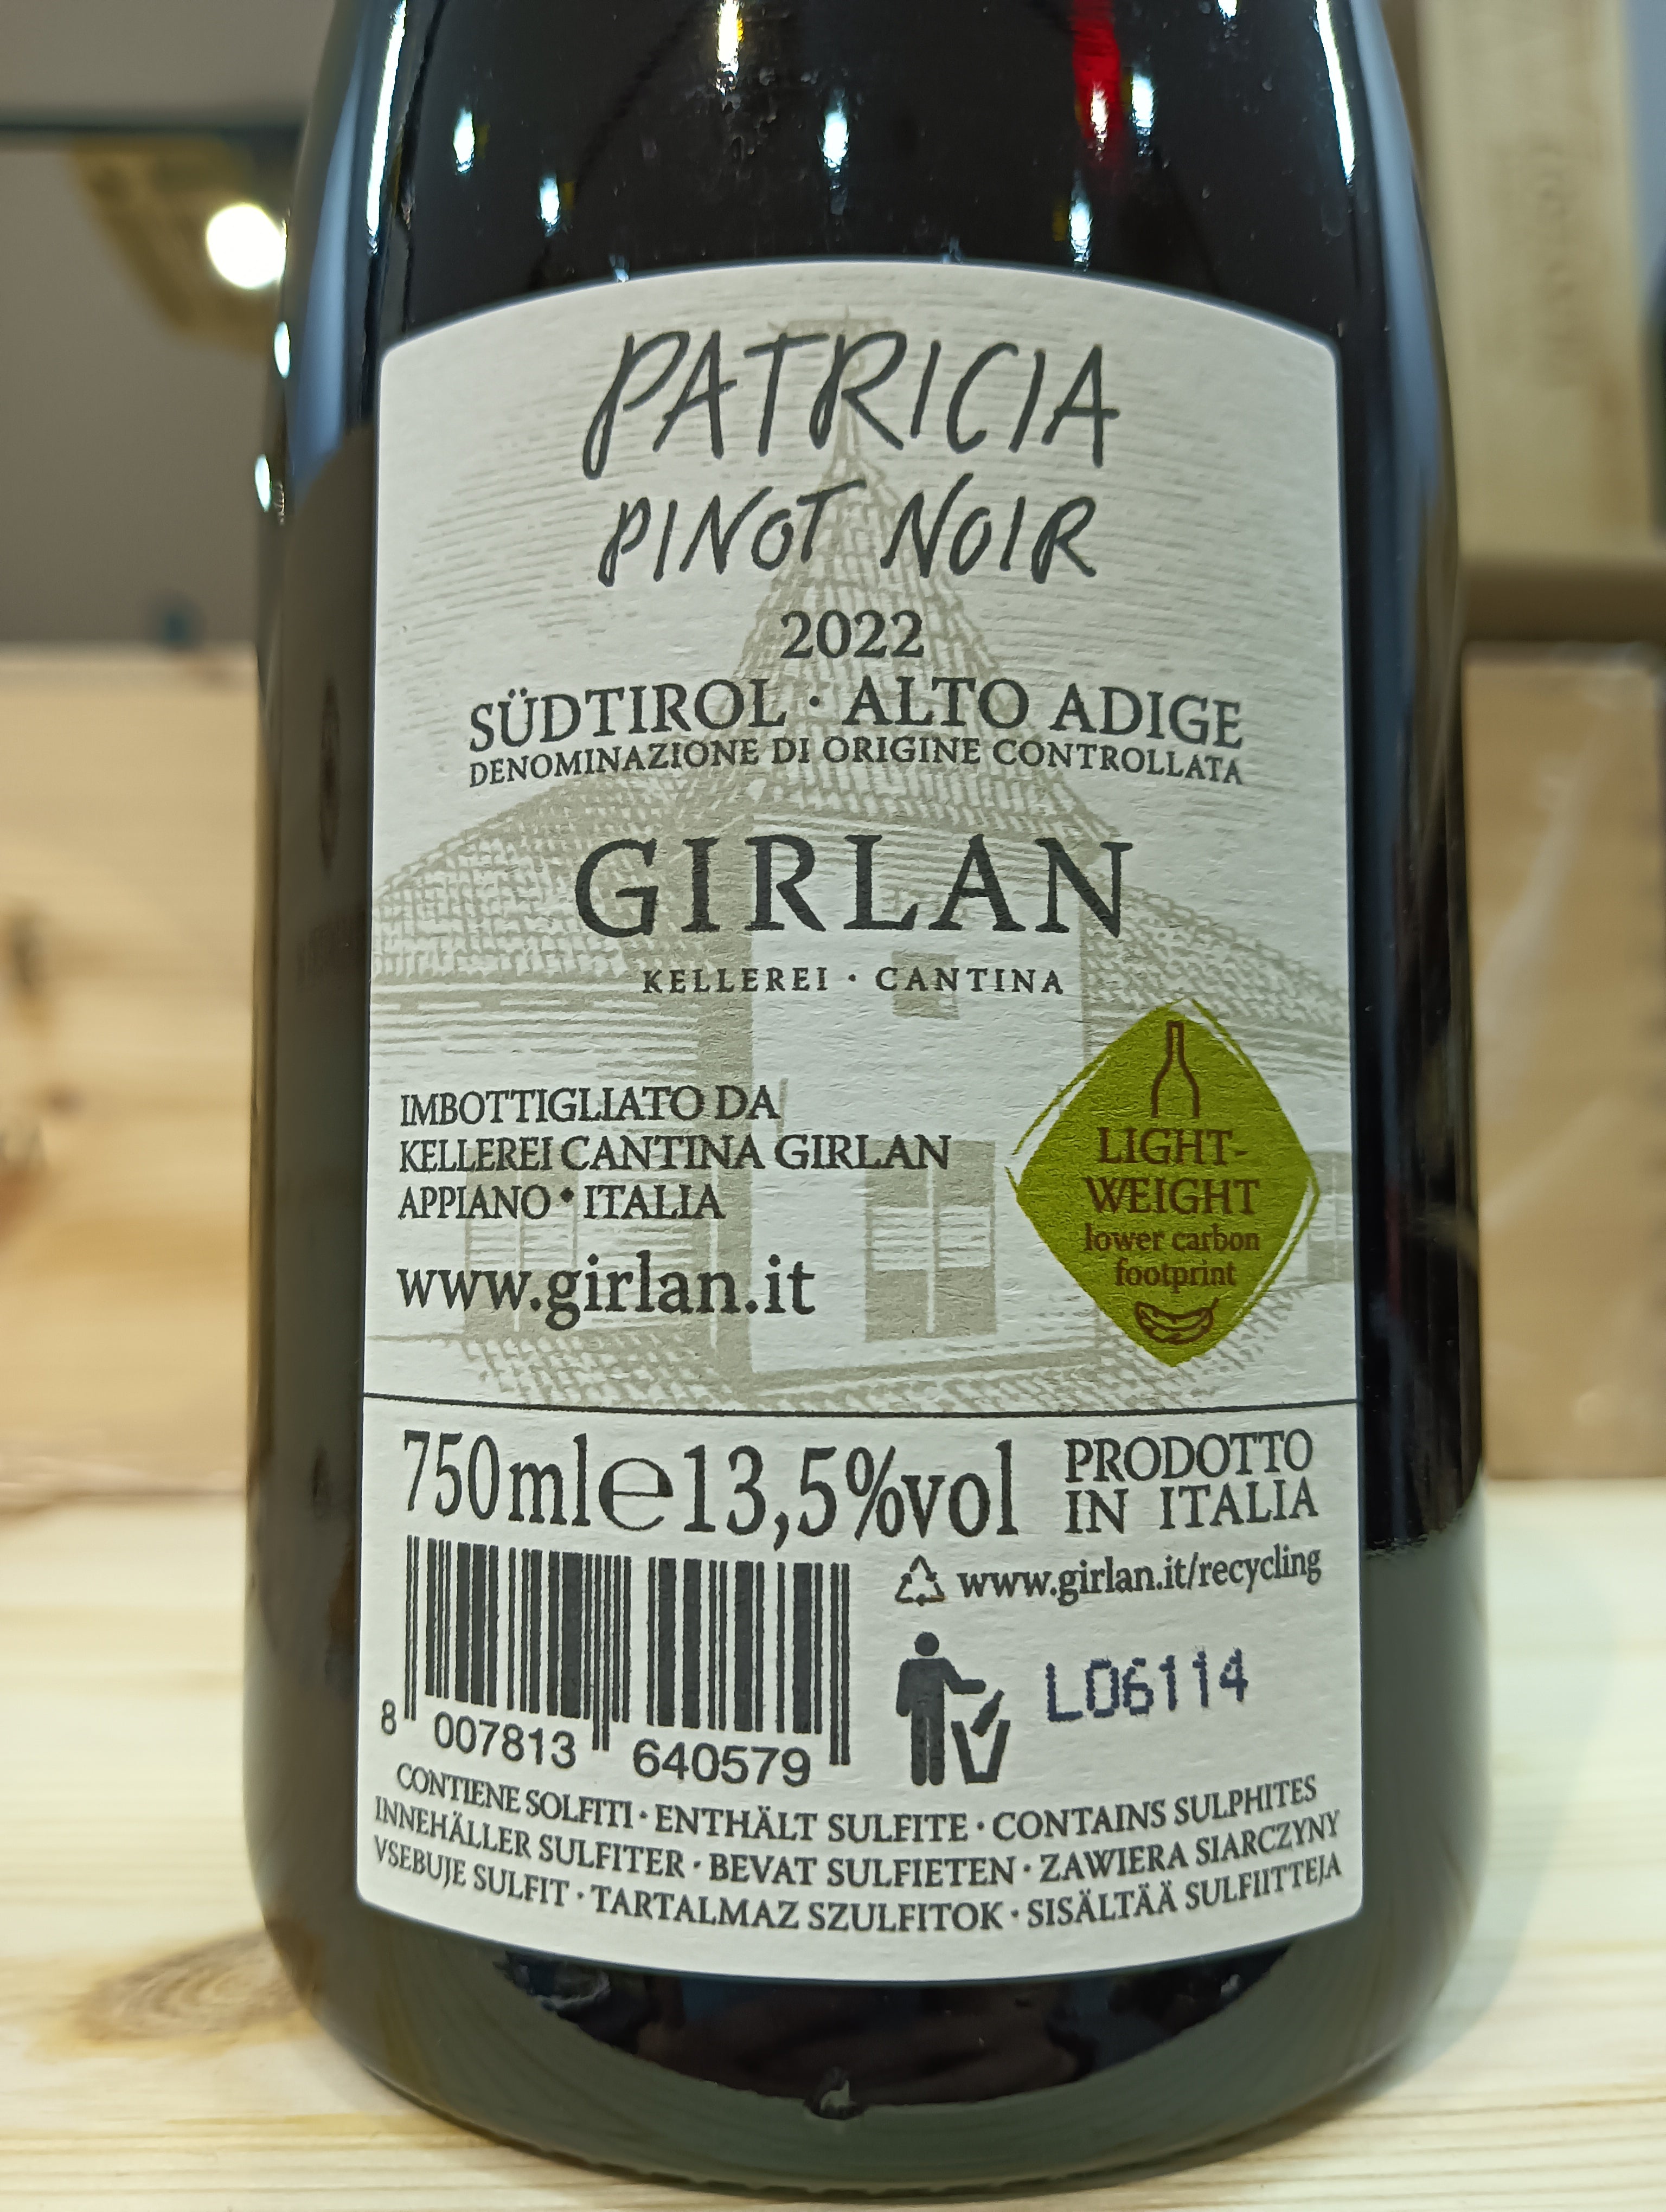 PATRICIA
PINOT NOIR
2022
SÜDTIROL · ALTO ADIGE
DENOMINAZIONE DI ORIGINE CONTROLLATA
GIRLAN
KELLEREI · CANTINA
IMBOTTIGLIATO DA
KELLEREI CANTINA GIRLAN
APPIANO • ITALIA
www.girlan.it
LIGHT-
WEIGHT
lower carbon
footprint
750mle13,5%vol
PRODOTTO
IN ITALIA
www.girlan.it/recycling
L06114
8 007813 640579
CONTIENE SOLFITI · ENTHÄLT SULFITE · CONTAINS SULPHITES
INNEHÄLLER SULFITER · BEVAT SULFIETEN · ZAWIERA SIARCZYNY
VSEBUJE SULFIT · TARTALMAZ SZULFITOK · SISÄLTÄÄ SULFIITTEJA